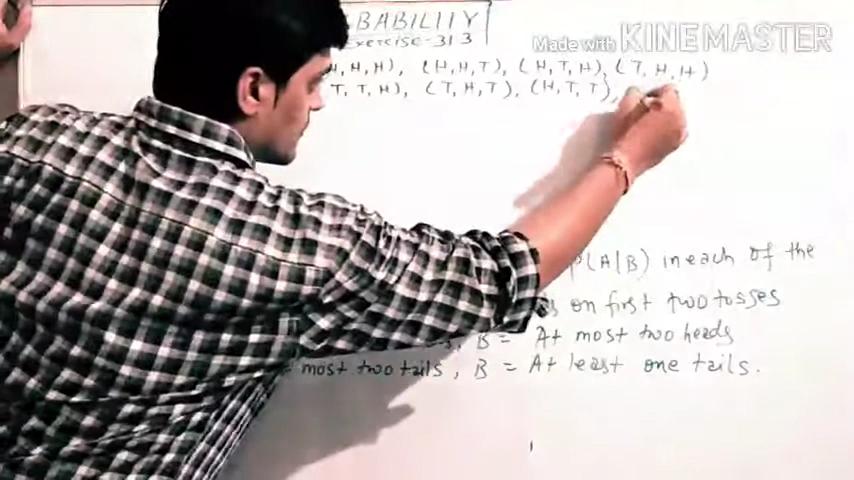 BABILITY
Exercise-31.3
Made with KINEMASTER
H, H, H), (H, H, T), (H, T, H), (T, H, H)
T, T, H), (T, H, T), (H, T, T),
P(A|B) in each of the
on first two tosses
B = At most two heads
most two tails, B = At least one tails.